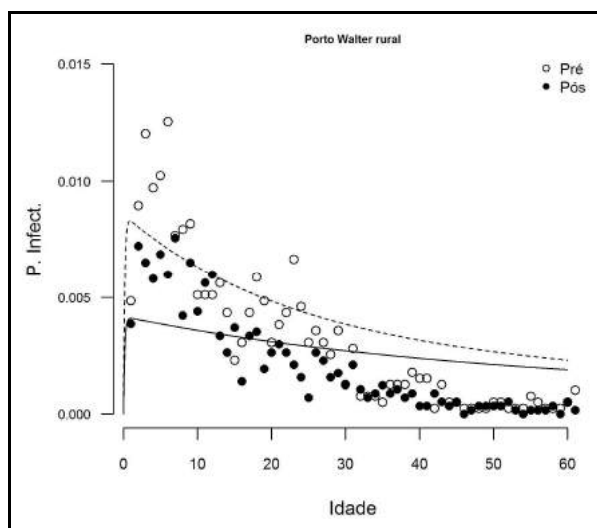 Porto Walter rural
Pré
Pós
0.015
0.010
0.005
0.000
P. Infect.
0 10 20 30 40 50 60
Idade